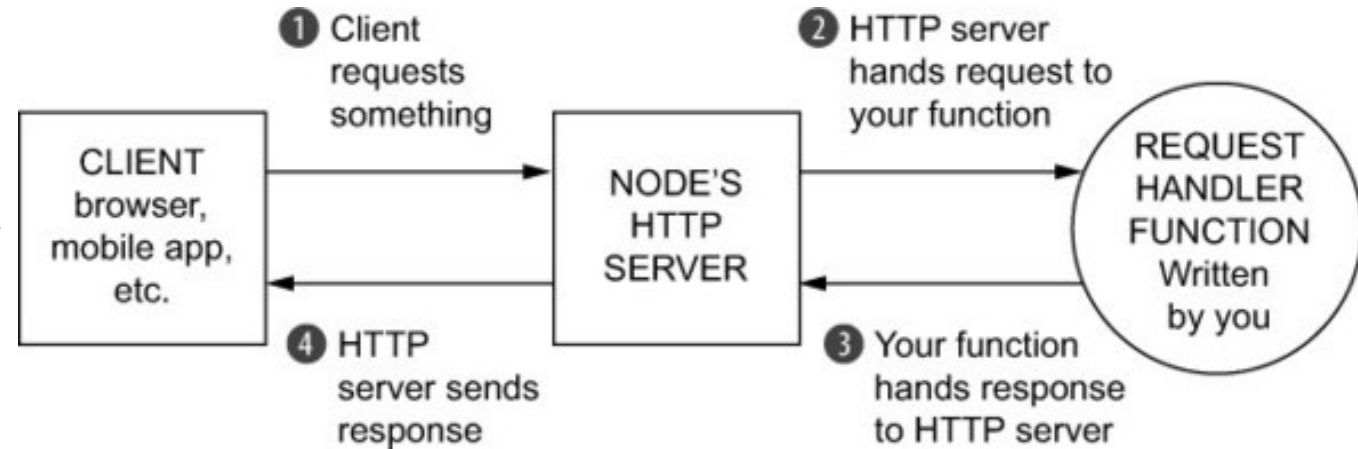 1 Client
requests
something
2 HTTP server
hands request to
your function
CLIENT
browser,
mobile app,
etc.
NODE'S
HTTP
SERVER
REQUEST
HANDLER
FUNCTION
Written
by you
4 HTTP
server sends
response
3 Your function
hands response
to HTTP server